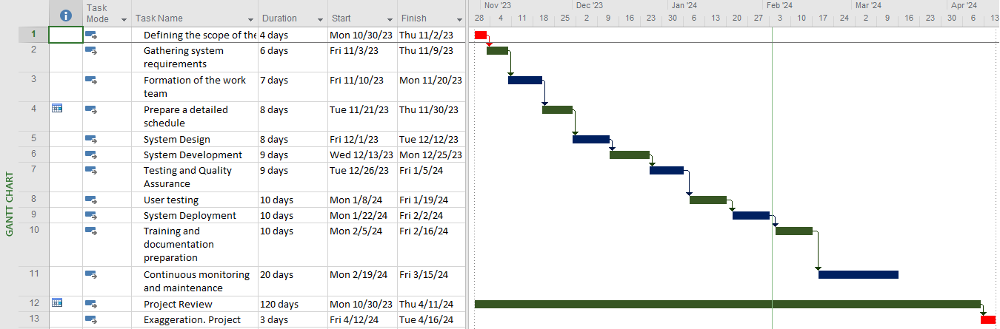 Nov '23 Dec '23 Jan '24 Feb '24 Mar '24 Apr '24
Task Mode Task Name Duration Start Finish 28 4 11 18 25 2 9 16 23 30 6 13 20 27 3 10 17 24 2 9 16 23 30 6 13
1 Defining the scope of the 4 days Mon 10/30/23 Thu 11/2/23
2 Gathering system 6 days Fri 11/3/23 Thu 11/9/23
requirements
3 Formation of the work 7 days Fri 11/10/23 Mon 11/20/23
team
4 Prepare a detailed 8 days Tue 11/21/23 Thu 11/30/23
schedule
5 System Design 8 days Fri 12/1/23 Tue 12/12/23
6 System Development 9 days Wed 12/13/23 Mon 12/25/23
7 Testing and Quality 9 days Tue 12/26/23 Fri 1/5/24
Assurance
8 User testing 10 days Mon 1/8/24 Fri 1/19/24
9 System Deployment 10 days Mon 1/22/24 Fri 2/2/24
10 Training and 10 days Mon 2/5/24 Fri 2/16/24
documentation
preparation
11 Continuous monitoring 20 days Mon 2/19/24 Fri 3/15/24
and maintenance
12 Project Review 120 days Mon 10/30/23 Thu 4/11/24
13 Exaggeration. Project 3 days Fri 4/12/24 Tue 4/16/24
GANTT CHART